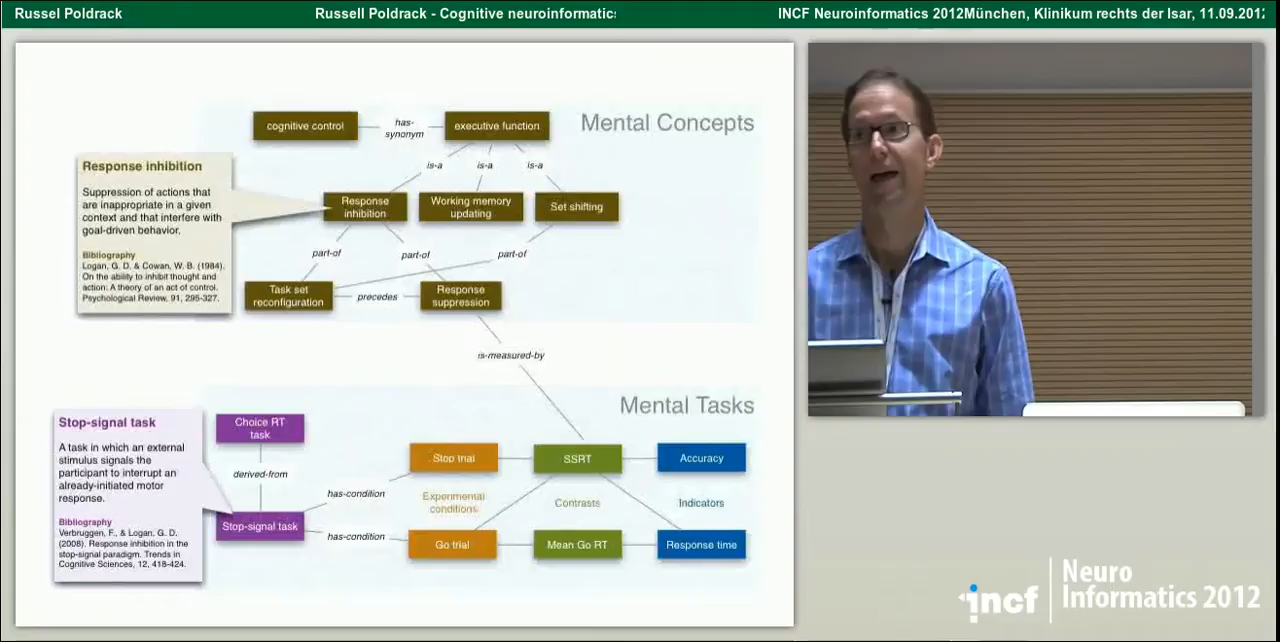 Russel Poldrack
Russell Poldrack - Cognitive neuroinformatics
INCF Neuroinformatics 2012München, Klinikum rechts der Isar, 11.09.2012
Mental Concepts
cognitive control
has-
synonym
executive function
is-a
is-a
is-a
Response inhibition
Suppression of actions that
are inappropriate in a given
context and that interfere with
goal-driven behavior.
Bibliography
Logan, G. D. & Cowan, W. B. (1984).
On the ability to inhibit thought and
action: A theory of an act of control.
Psychological Review, 91, 295-327.
Response
inhibition
Working memory
updating
Set shifting
part-of
part-of
part-of
Task set
reconfiguration
precedes
Response
suppression
is-measured-by
Mental Tasks
Stop-signal task
A task in which an external
stimulus signals the
participant to interrupt an
already-initiated motor
response.
Bibliography
Verbruggen, F., & Logan, G. D.
(2008). Response inhibition in the
stop-signal paradigm. Trends in
Cognitive Sciences, 12, 418-424.
Choice RT
task
derived-from
Stop-signal task
has-condition
has-condition
Stop trial
SSRT
Accuracy
Experimental
conditions
Contrasts
Indicators
Go trial
Mean Go RT
Response time
incf
Neuro
Informatics 2012